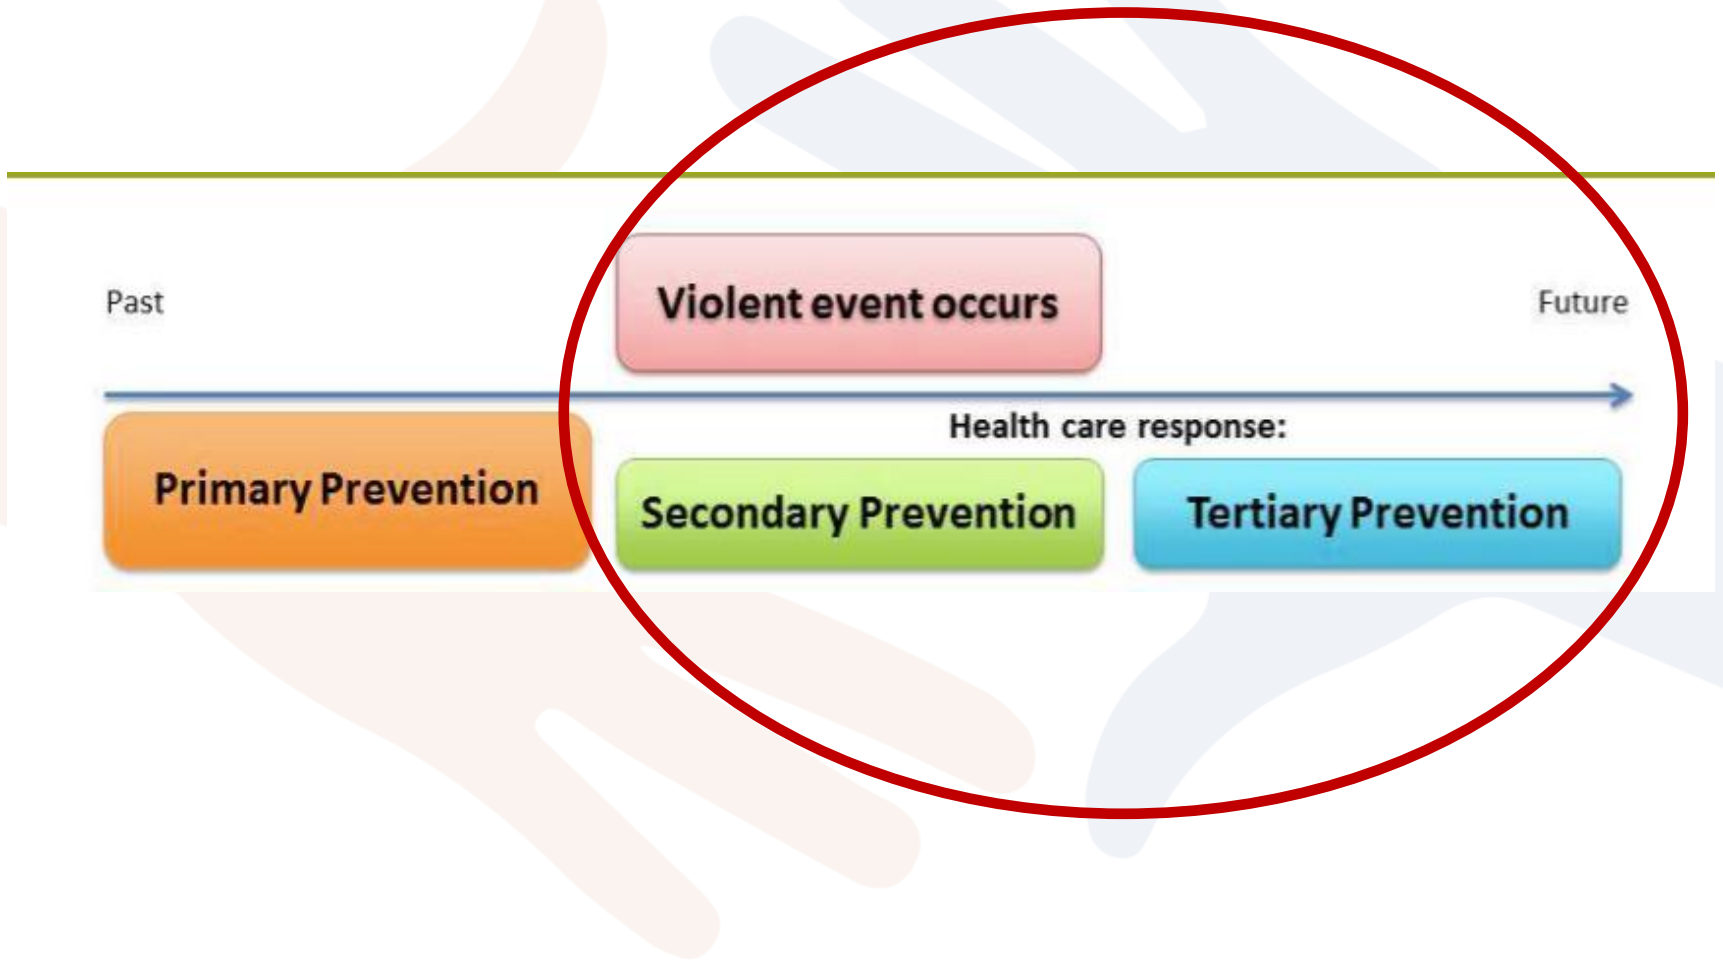 Violent event occurs
Past
Future
Health care response:
Primary Prevention
Secondary Prevention
Tertiary Prevention